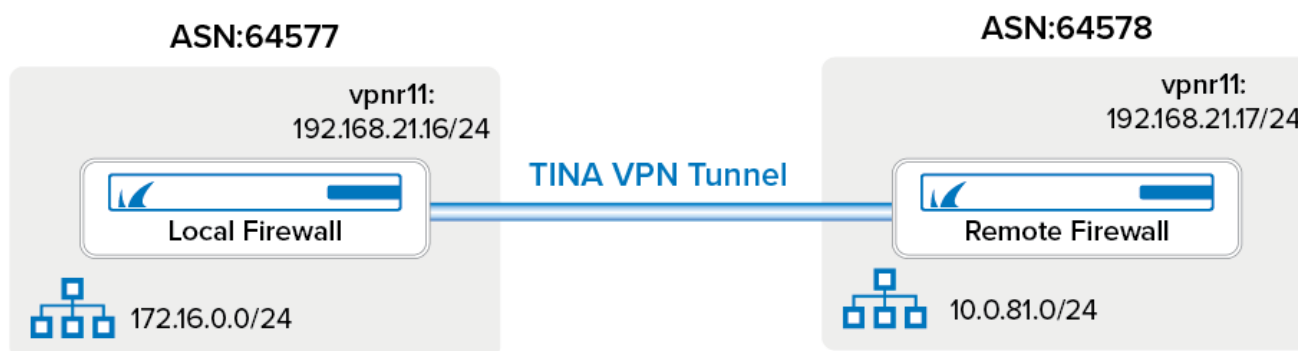 ASN:64577
vpnr11:
192.168.21.16/24
Local Firewall
172.16.0.0/24
TINA VPN Tunnel
ASN:64578
vpnr11:
192.168.21.17/24
Remote Firewall
10.0.81.0/24